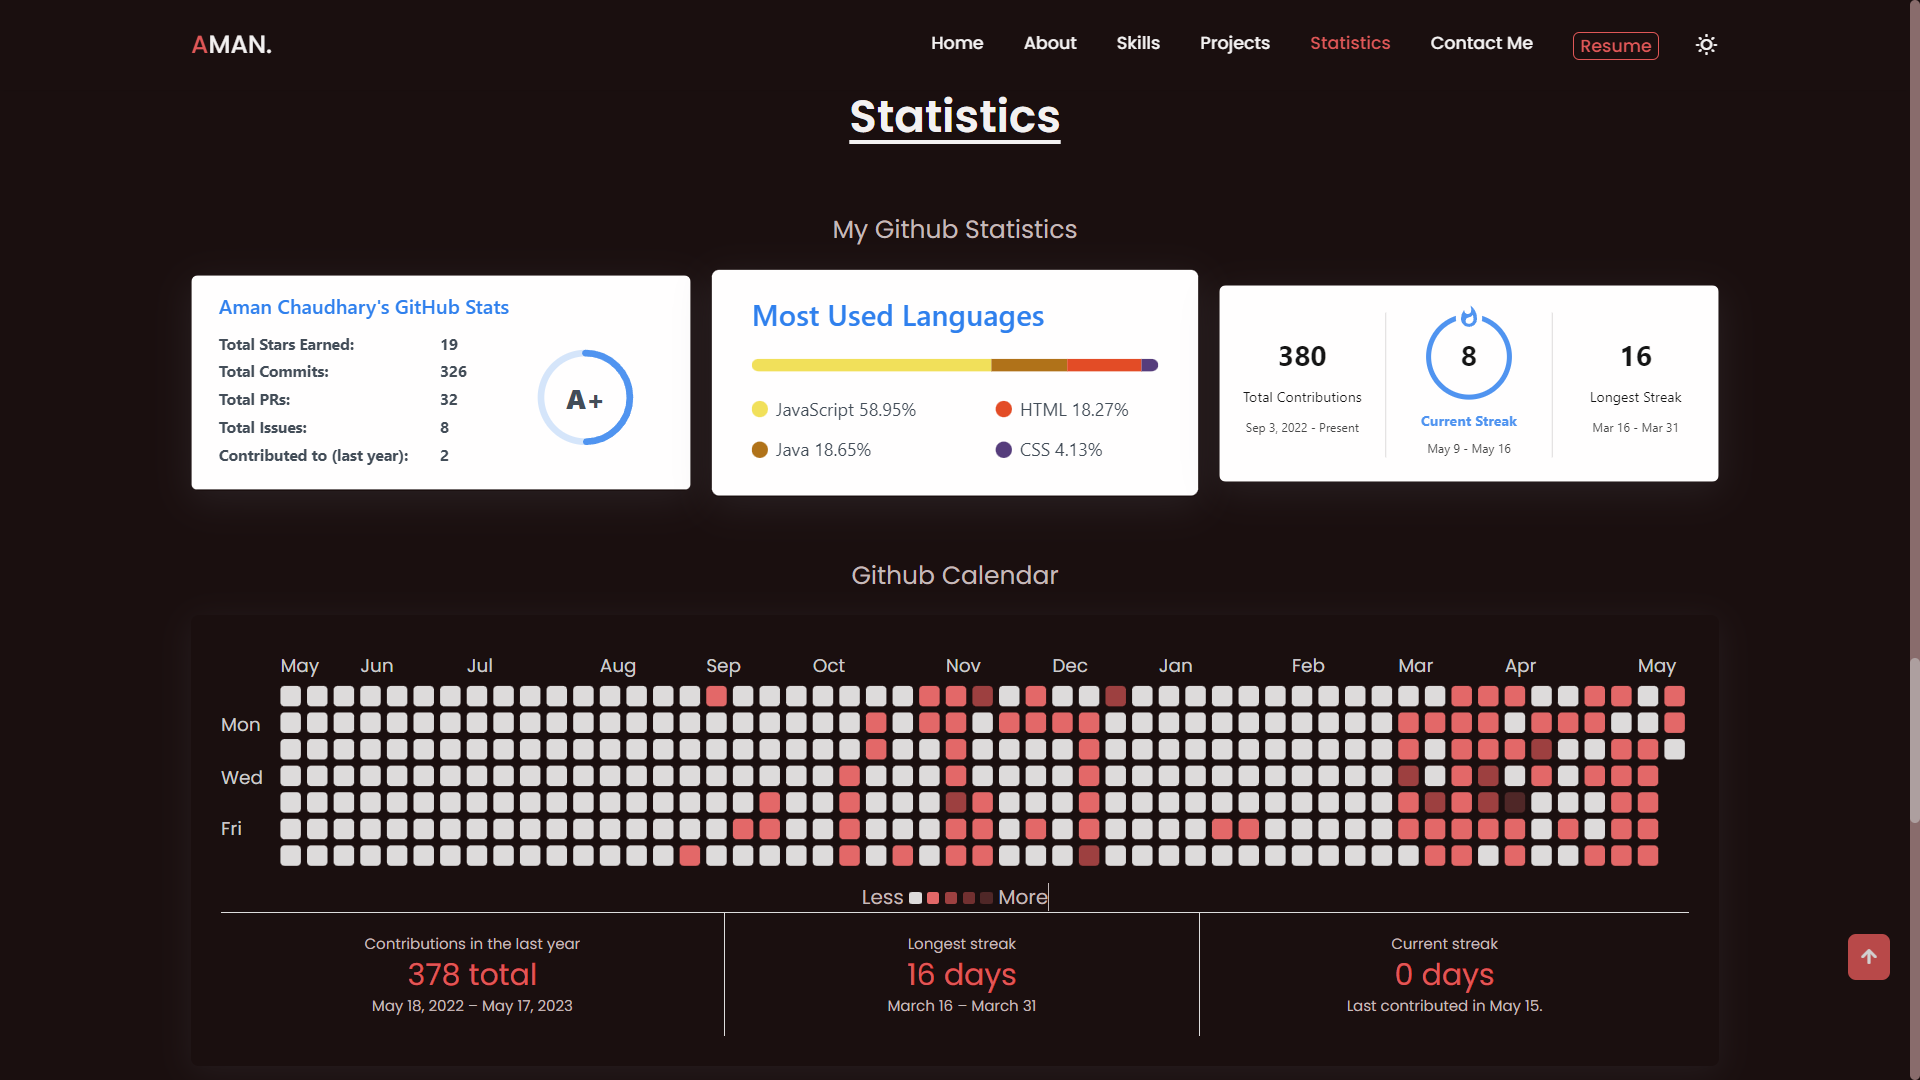 AMAN.
Home About Skills Projects Statistics Contact Me Resume
Statistics
My Github Statistics
Aman Chaudhary's GitHub Stats
Total Stars Earned: 19
Total Commits: 326
Total PRs: 32
Total Issues: 8
Contributed to (last year): 2
A+
Most Used Languages
JavaScript 58.95%
HTML 18.27%
Java 18.65%
CSS 4.13%
380
Total Contributions
Sep 3, 2022 - Present
8
Current Streak
May 9 - May 16
16
Longest Streak
Mar 16 - Mar 31
Github Calendar
May Jun Jul Aug Sep Oct Nov Dec Jan Feb Mar Apr May
Mon
Wed
Fri
Less More
Contributions in the last year
378 total
May 18, 2022 – May 17, 2023
Longest streak
16 days
March 16 – March 31
Current streak
0 days
Last contributed in May 15.